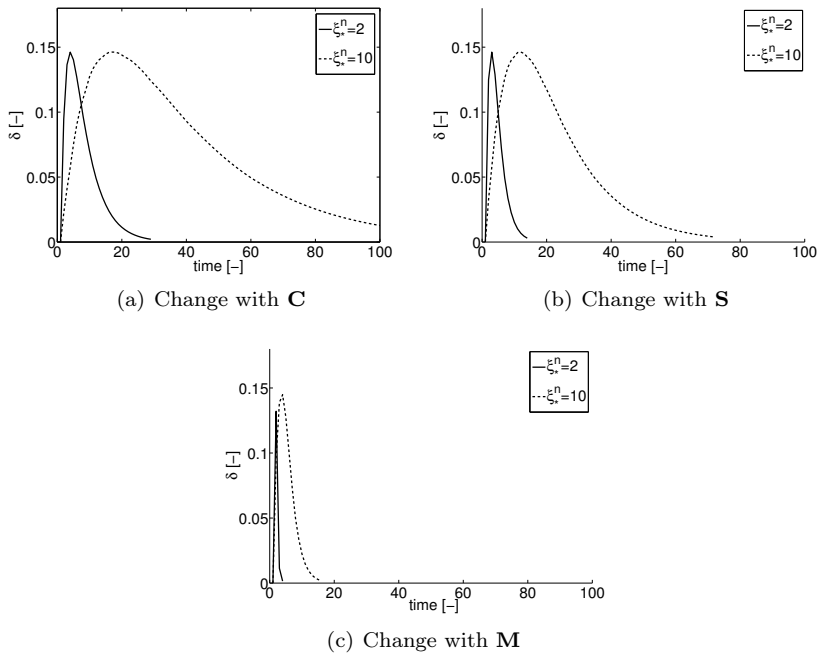 0.15
0.1
0.05
0
δ [−]
0 20 40 60 80 100
time [−]
ξ⋆ⁿ=2
ξ⋆ⁿ=10
(a) Change with C
0.15
0.1
0.05
0
δ [−]
0 20 40 60 80 100
time [−]
ξ⋆ⁿ=2
ξ⋆ⁿ=10
(b) Change with S
0.15
0.1
0.05
0
δ [−]
0 20 40 60 80 100
time [−]
ξ⋆ⁿ=2
ξ⋆ⁿ=10
(c) Change with M